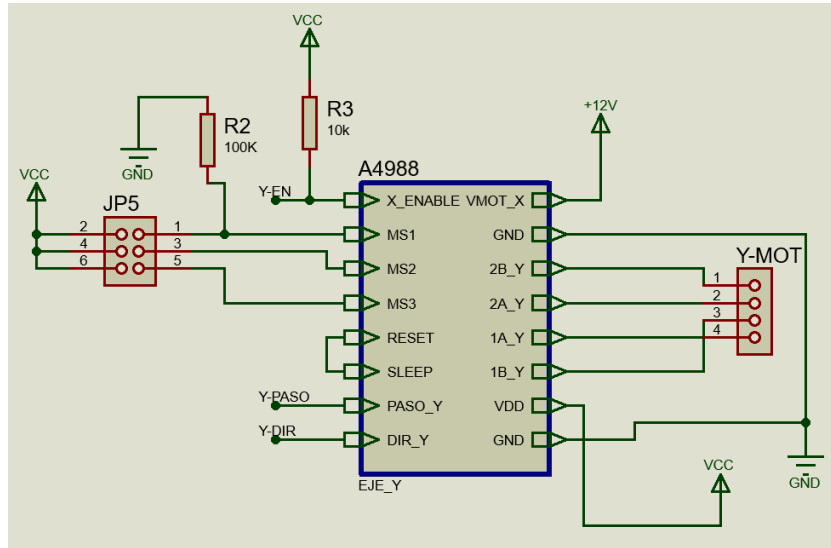 VCC
R3
10k
R2
100K
GND
+12V
A4988
VCC
JP5
Y-EN
X_ENABLE VMOT_X
2 1
MS1 GND
4 3
MS2 2B_Y
6 5
MS3 2A_Y
Y-MOT
1
2
3
4
RESET 1A_Y
SLEEP 1B_Y
Y-PASO
PASO_Y VDD
Y-DIR
DIR_Y GND
EJE_Y
VCC
GND